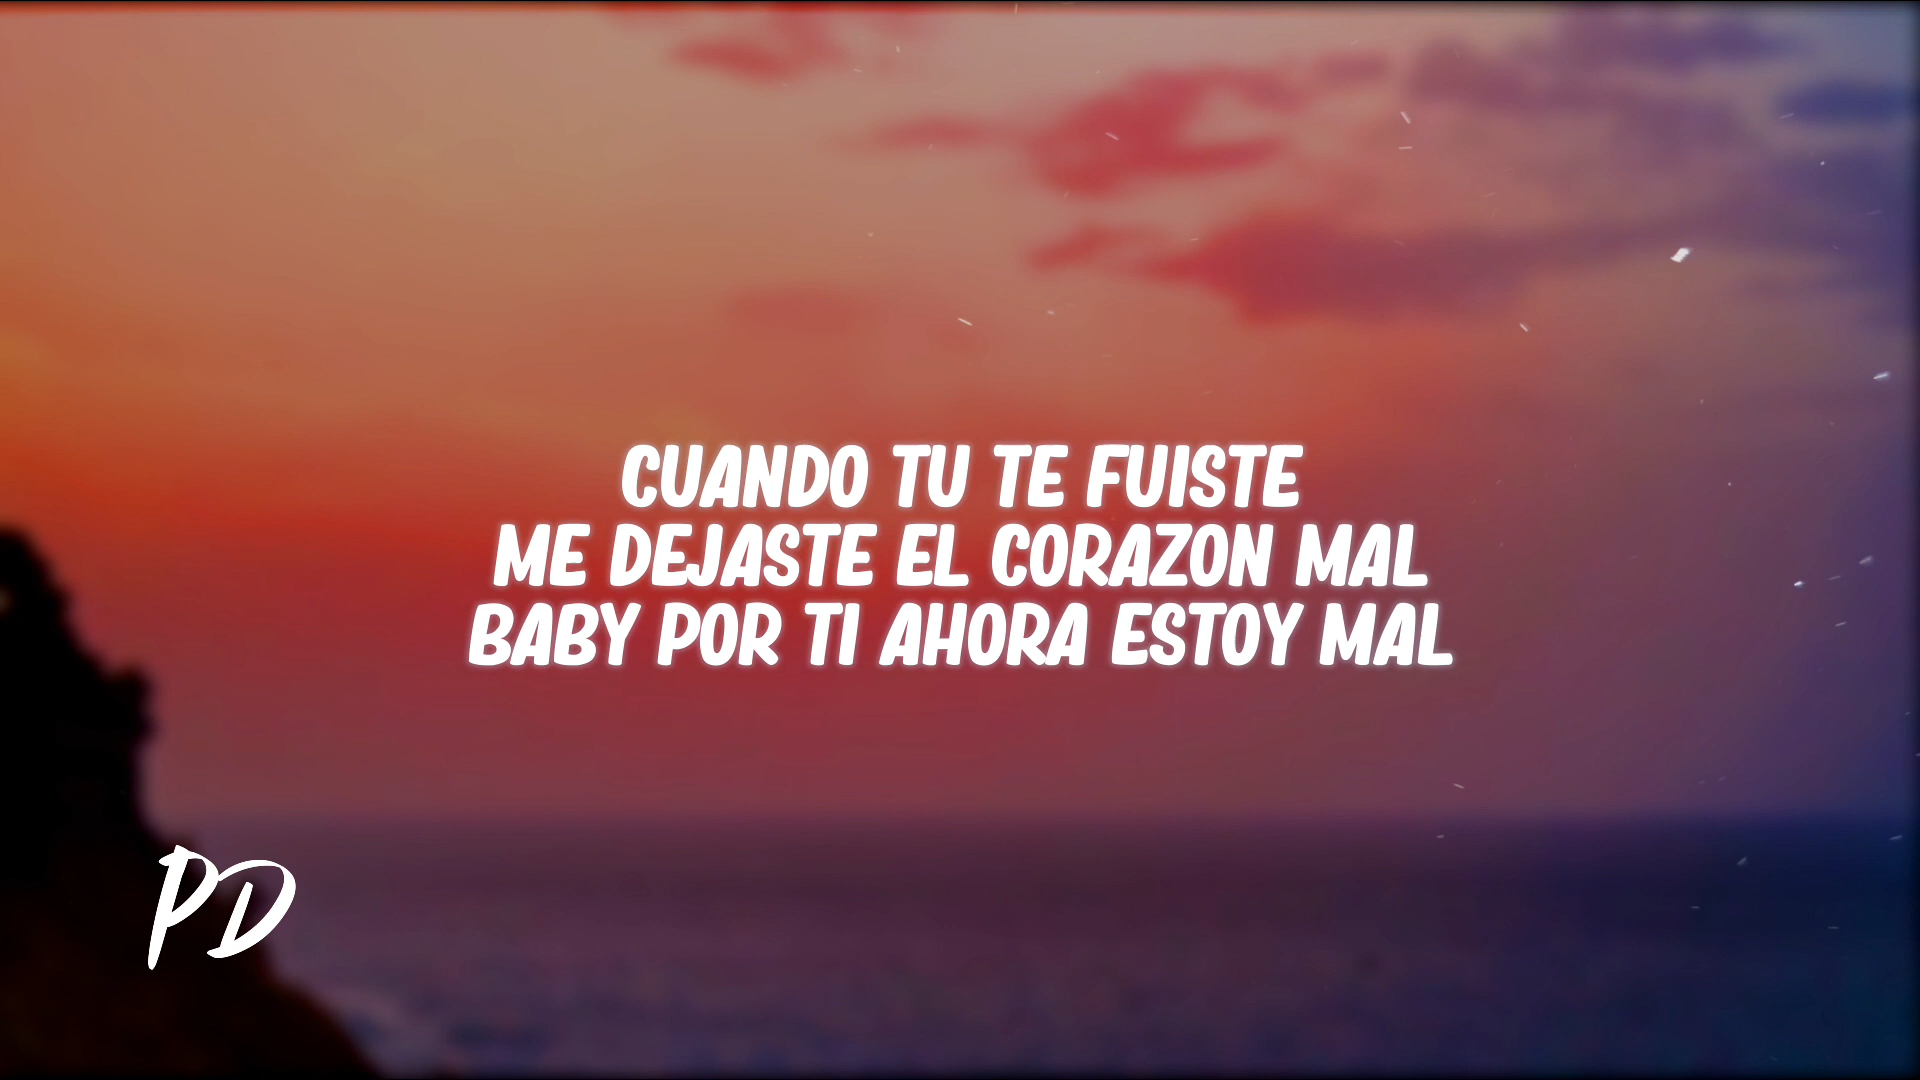 CUANDO TU TE FUISTE
ME DEJASTE EL CORAZON MAL
BABY POR TI AHORA ESTOY MAL
PD